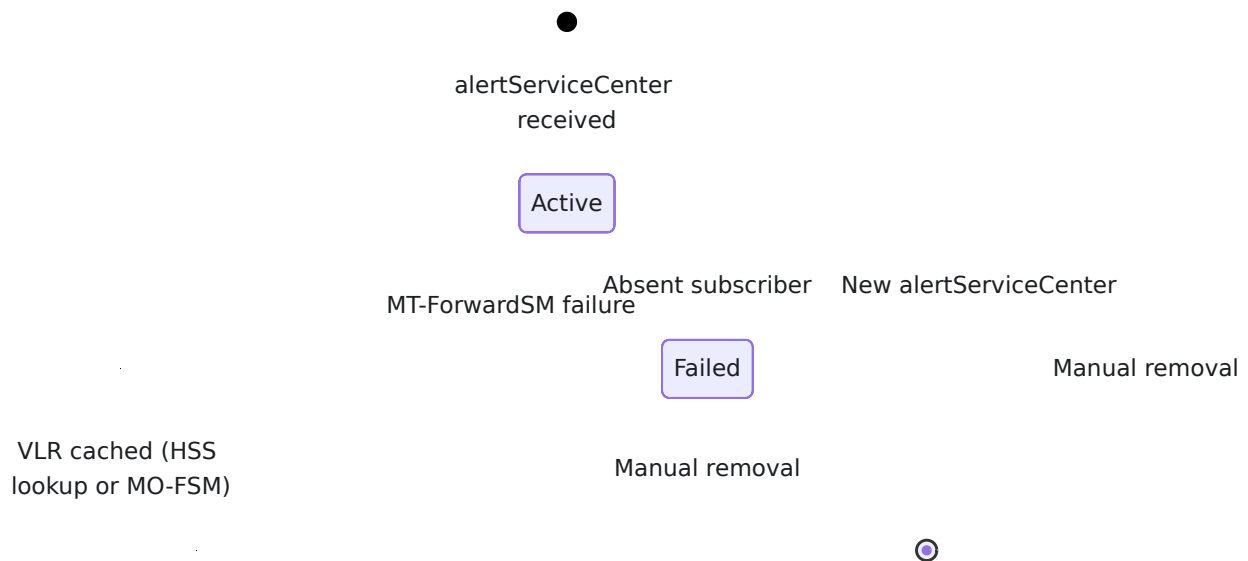 alertServiceCenter
received
Active
Absent subscriber
New alertServiceCenter
MT-ForwardSM failure
Failed
Manual removal
VLR cached (HSS
lookup or MO-FSM)
Manual removal